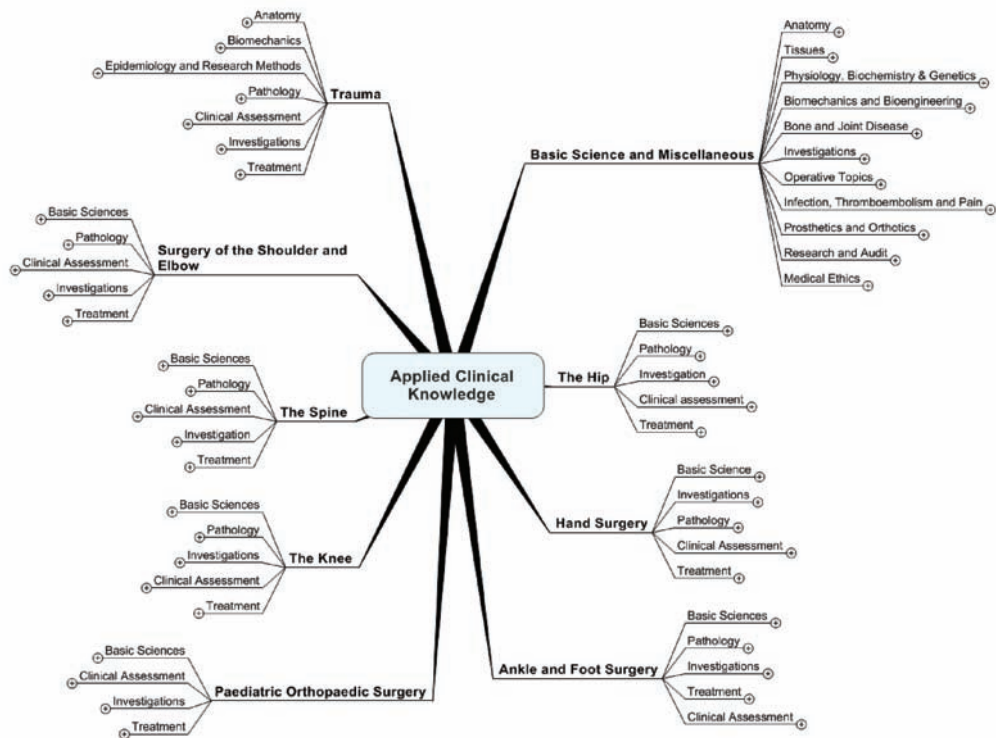 Applied Clinical
Knowledge
Trauma
Anatomy
Biomechanics
Epidemiology and Research Methods
Pathology
Clinical Assessment
Investigations
Treatment
Surgery of the Shoulder and
Elbow
Basic Sciences
Pathology
Clinical Assessment
Investigations
Treatment
The Spine
Basic Sciences
Pathology
Clinical Assessment
Investigation
Treatment
The Knee
Basic Sciences
Pathology
Investigations
Clinical Assessment
Treatment
Paediatric Orthopaedic Surgery
Basic Sciences
Clinical Assessment
Investigations
Treatment
Basic Science and Miscellaneous
Anatomy
Tissues
Physiology, Biochemistry & Genetics
Biomechanics and Bioengineering
Bone and Joint Disease
Investigations
Operative Topics
Infection, Thromboembolism and Pain
Prosthetics and Orthotics
Research and Audit
Medical Ethics
The Hip
Basic Sciences
Pathology
Investigation
Clinical assessment
Treatment
Hand Surgery
Basic Science
Investigations
Pathology
Clinical Assessment
Treatment
Ankle and Foot Surgery
Basic Sciences
Pathology
Investigations
Treatment
Clinical Assessment